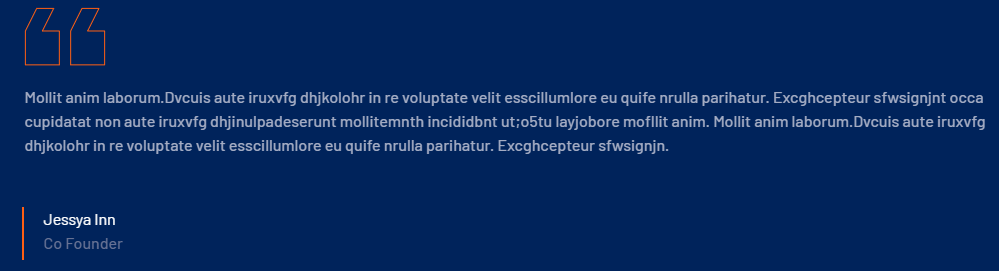 Mollit anim laborum.Dvcuis aute iruxvfg dhjkolohr in re voluptate velit esscillumlore eu quife nrulla parihatur. Excghcepteur sfwsignjnt occa
cupidatat non aute iruxvfg dhjinulpadeserunt mollitemnth incididbnt ut;o5tu layjobore mofllit anim. Mollit anim laborum.Dvcuis aute iruxvfg
dhjkolohr in re voluptate velit esscillumlore eu quife nrulla parihatur. Excghcepteur sfwsignjn.
Jessya Inn
Co Founder